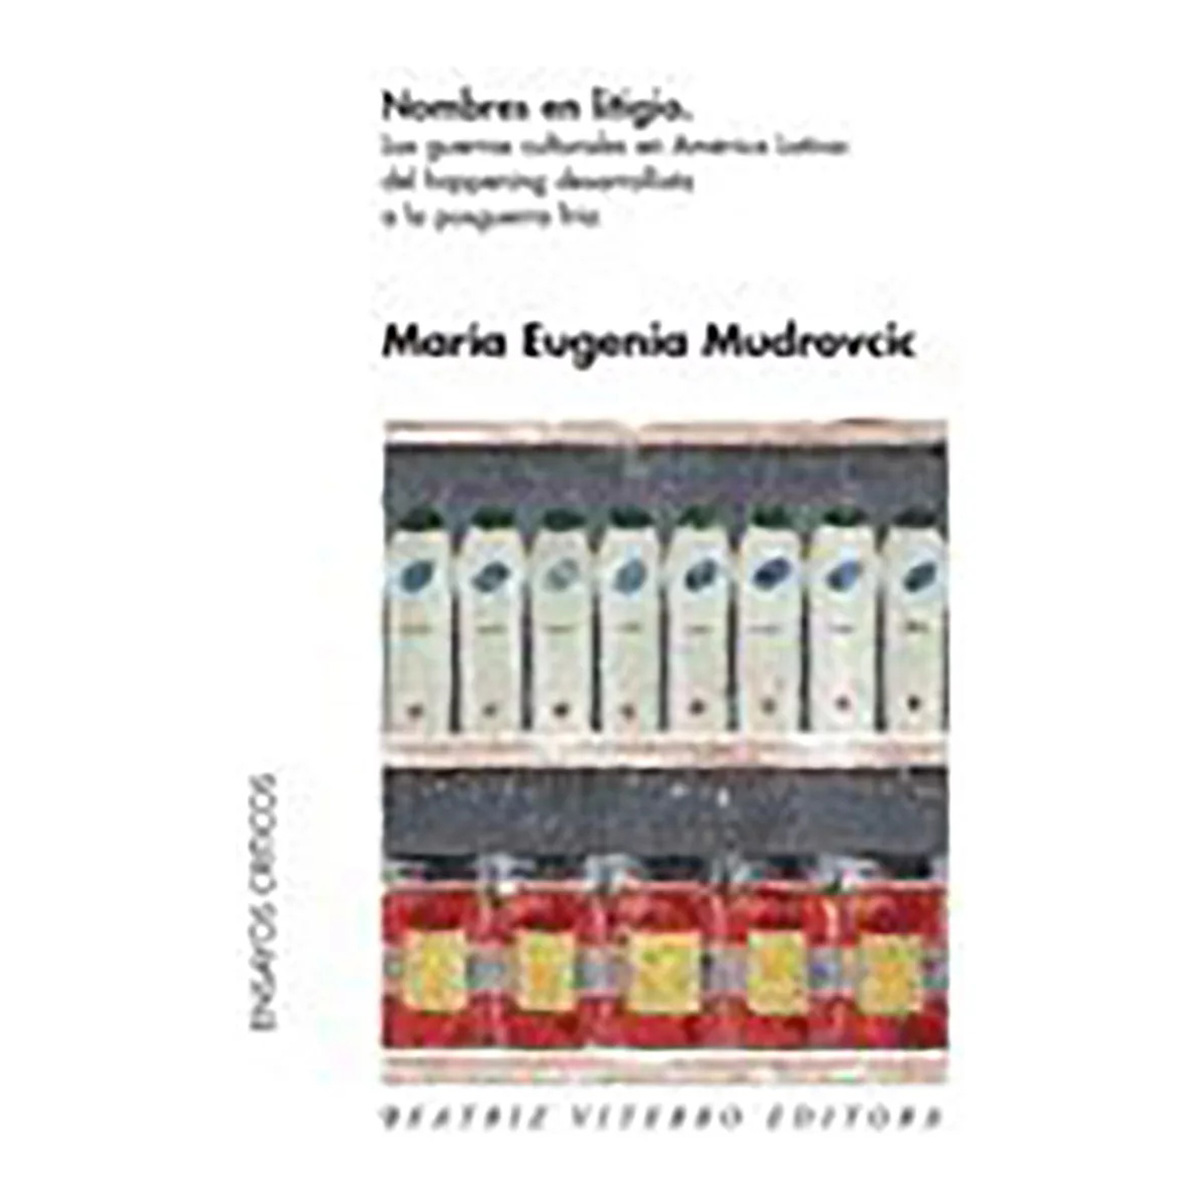 Nombres en litigio.
Las guerras culturales en América Latina:
del happening desarrollista
a la posguerra fría
María Eugenia Mudrovcic
ENSAYOS CRITICOS
BEATRIZ VITERBO EDITORA